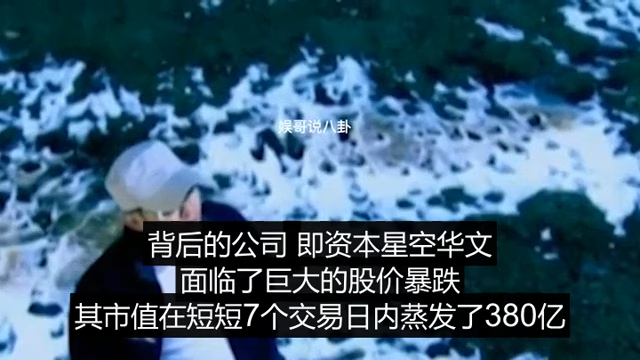 娱哥说八卦
背后的公司 即资本星空华文
面临了巨大的股价暴跌
其市值在短短7个交易日内蒸发了380亿